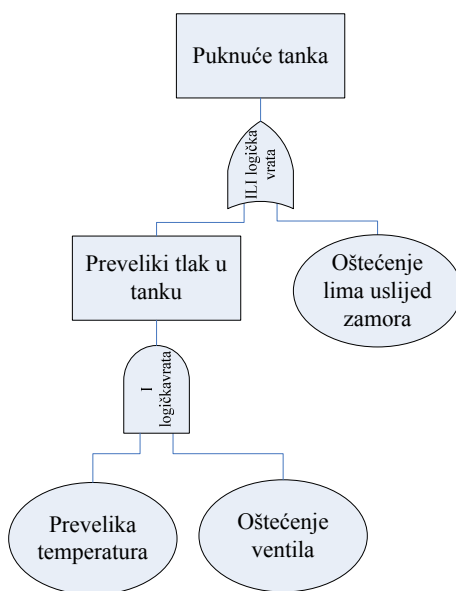 Puknuće tanka
ILI logička
vrata
Preveliki tlak u
tanku
Oštećenje
lima uslijed
zamora
I
logičkavrata
Prevelika
temperatura
Oštećenje
ventila